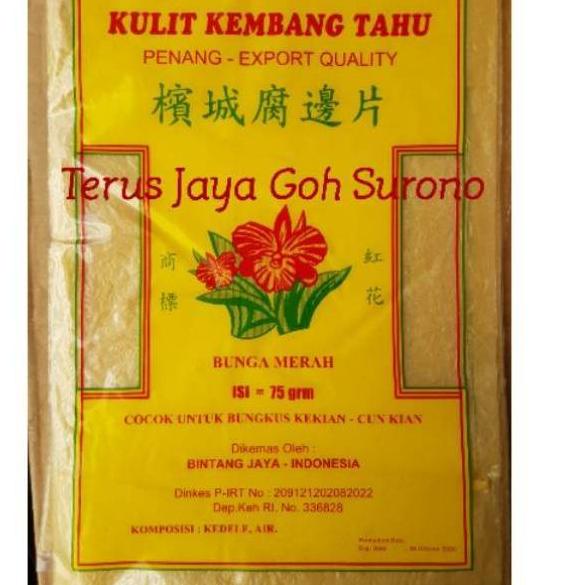 KULIT KEMBANG TAHU
PENANG - EXPORT QUALITY
檳城腐邊片
Terus Jaya Goh Surono
商標
紅花
BUNGA MERAH
ISI = 75 grm
COCOK UNTUK BUNGKUS KEKIAN - CUN KIAN
Dikemas Oleh :
BINTANG JAYA - INDONESIA
Dinkes P-IRT No : 209121202082022
Dep.Keh RI. No. 336828
KOMPOSISI : KEDELE, AIR.